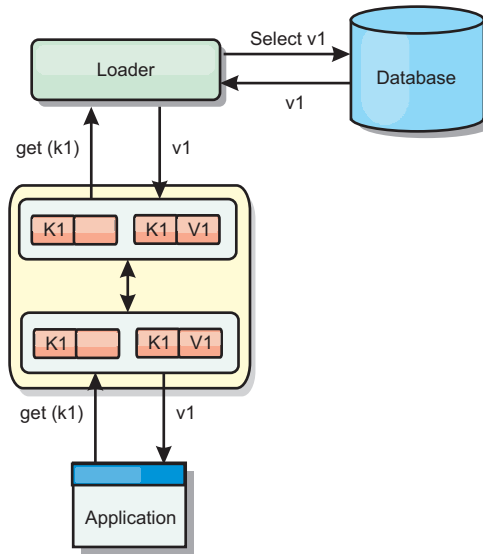 Select v1
Loader
Database
v1
get (k1)
v1
K1
K1 V1
K1
K1 V1
get (k1)
v1
Application